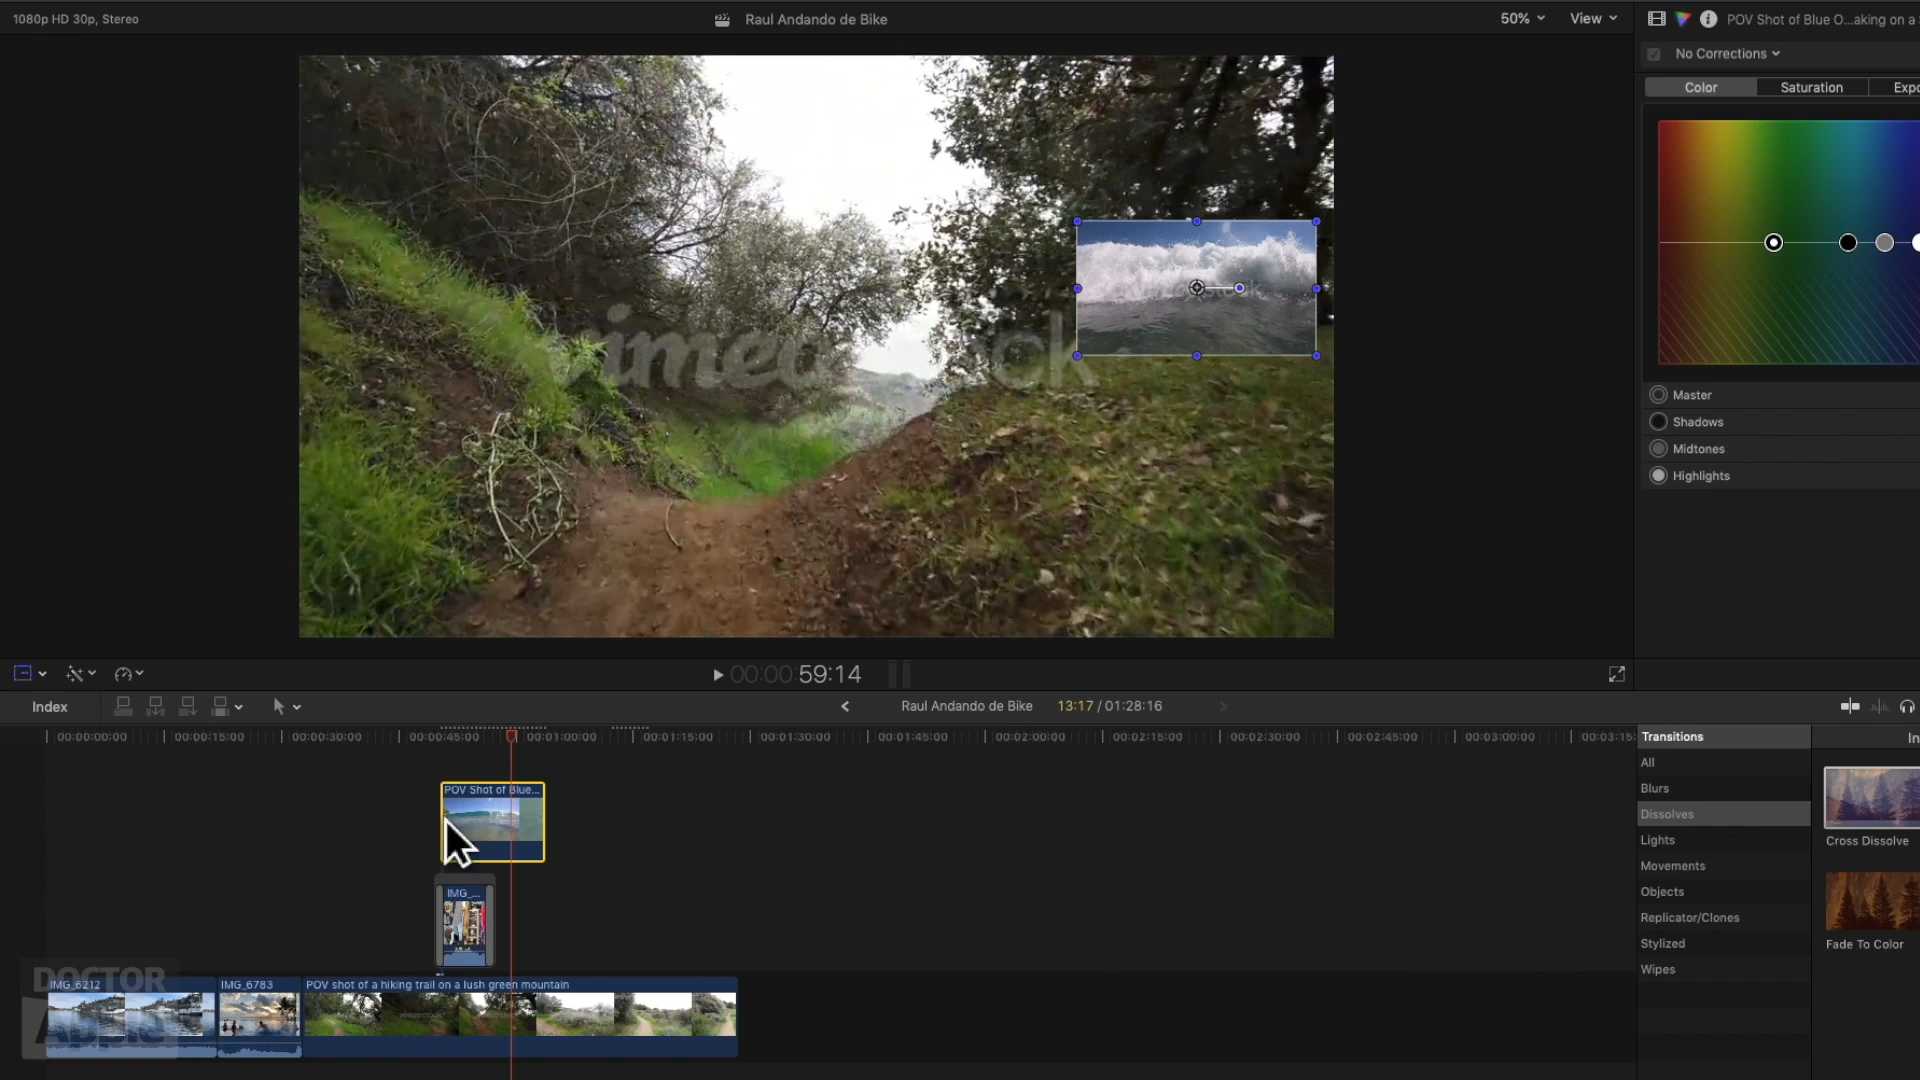 1080p HD 30p, Stereo
Raul Andando de Bike
50%
View
POV Shot of Blue O...aking on a
No Corrections
Color
Saturation
Expo
Master
Shadows
Midtones
Highlights
00:00:59:14
Index
Raul Andando de Bike
13:17 / 01:28:16
00:00:00:00
00:00:15:00
00:00:30:00
00:00:45:00
00:01:00:00
00:01:15:00
00:01:30:00
00:01:45:00
00:02:00:00
00:02:15:00
00:02:30:00
00:02:45:00
00:03:00:00
00:03:15:
Transitions
In
All
Blurs
Dissolves
Lights
Movements
Objects
Replicator/Clones
Stylized
Wipes
Cross Dissolve
Fade To Color
POV Shot of Blue...
IMG_...
DOCTOR
APPLE
IMG_6212
IMG_6783
POV shot of a hiking trail on a lush green mountain